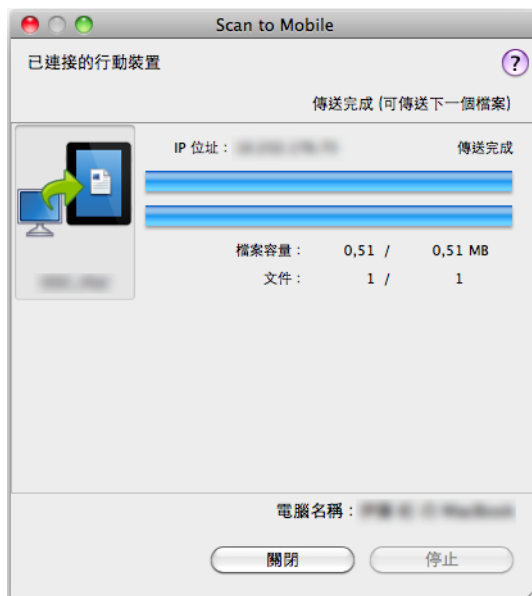 Scan to Mobile
已連接的行動裝置
?
傳送完成 (可傳送下一個檔案)
IP 位址： 傳送完成
檔案容量： 0,51 / 0,51 MB
文件： 1 / 1
電腦名稱：
關閉 停止